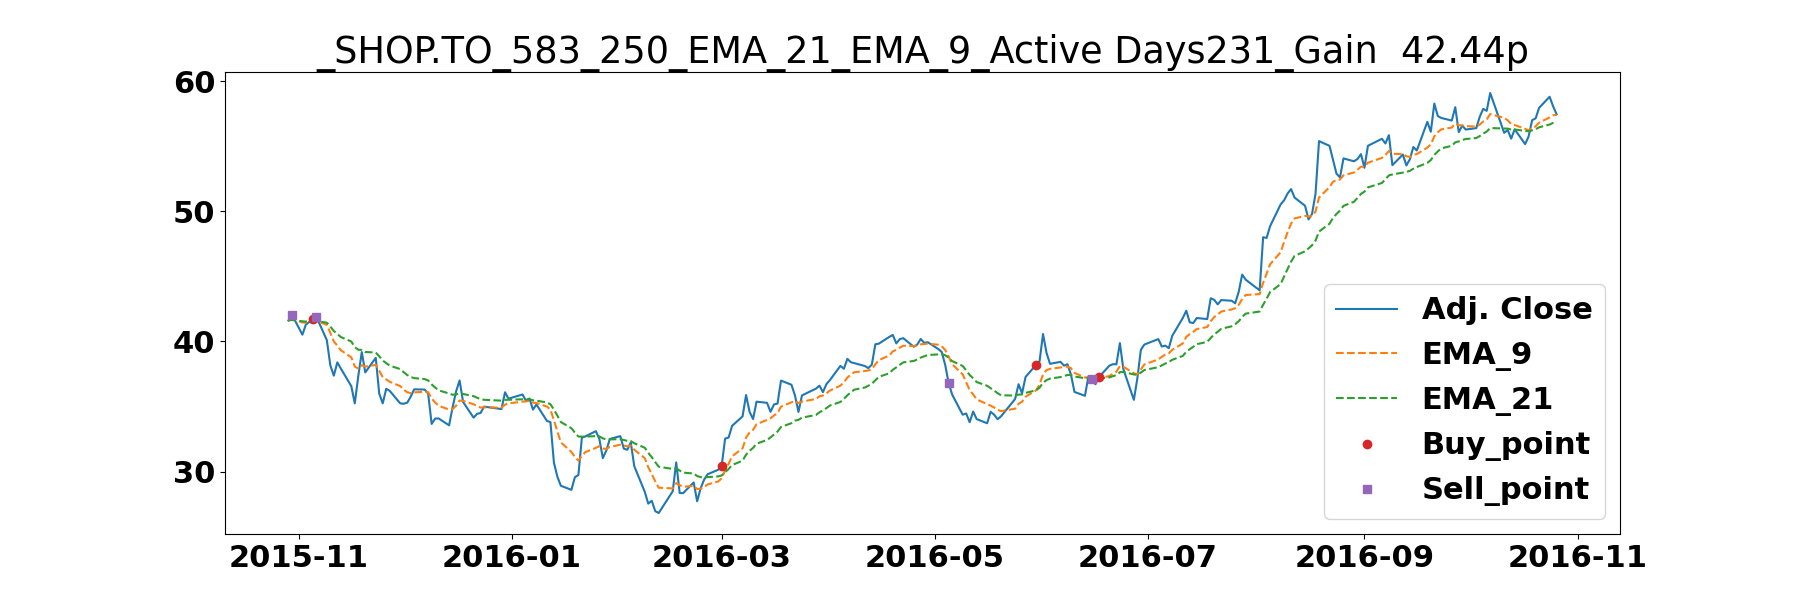 _SHOP.TO_583_250_EMA_21_EMA_9_Active Days231_Gain  42.44p
60
50
40
30
Adj. Close
EMA_9
EMA_21
Buy_point
Sell_point
2015-11 2016-01 2016-03 2016-05 2016-07 2016-09 2016-11